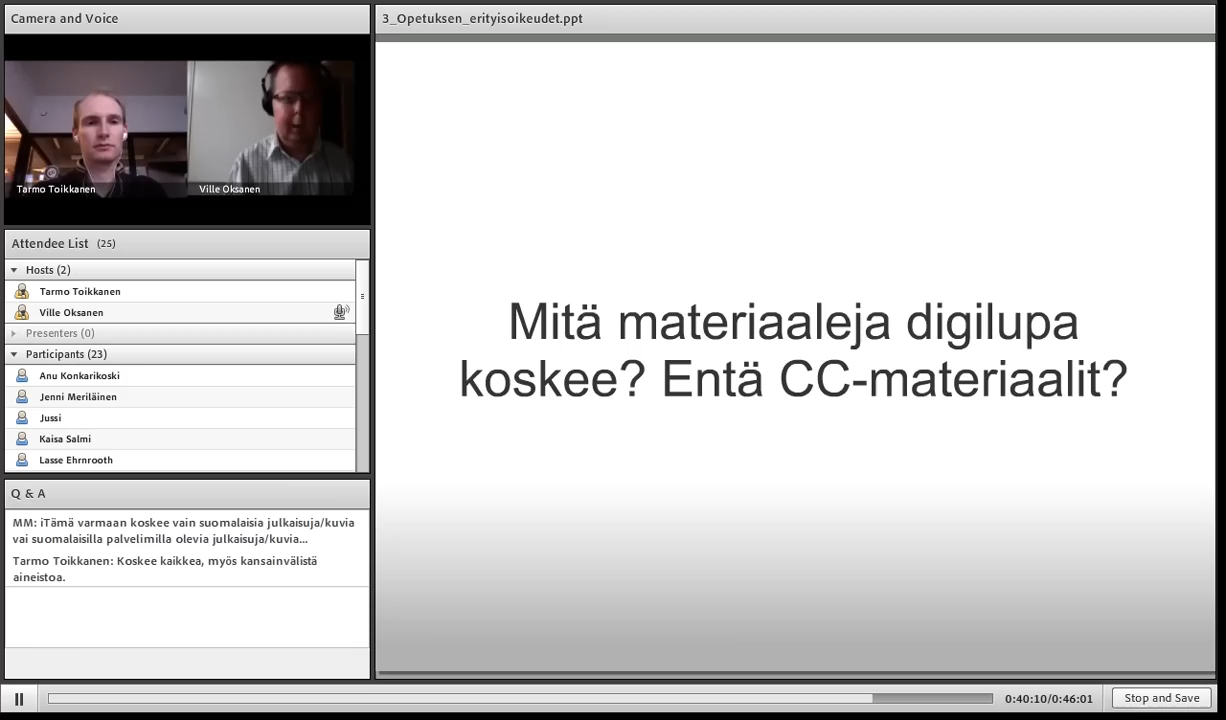 Camera and Voice
Tarmo Toikkanen
Ville Oksanen
Attendee List (25)
Hosts (2)
Tarmo Toikkanen
Ville Oksanen
Presenters (0)
Participants (23)
Anu Konkarikoski
Jenni Meriläinen
Jussi
Kaisa Salmi
Lasse Ehrnrooth
Q & A
MM: iTämä varmaan koskee vain suomalaisia julkaisuja/kuvia
vai suomalaisilla palvelimilla olevia julkaisuja/kuvia...
Tarmo Toikkanen: Koskee kaikkea, myös kansainvälistä
aineistoa.
3_Opetuksen_erityisoikeudet.ppt
Mitä materiaaleja digilupa
koskee? Entä CC-materiaalit?
0:40:10/0:46:01
Stop and Save